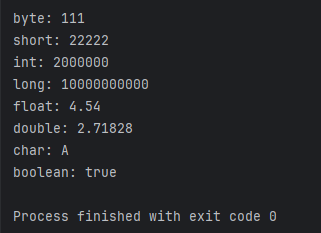 byte: 111
short: 22222
int: 2000000
long: 10000000000
float: 4.54
double: 2.71828
char: A
boolean: true
Process finished with exit code 0